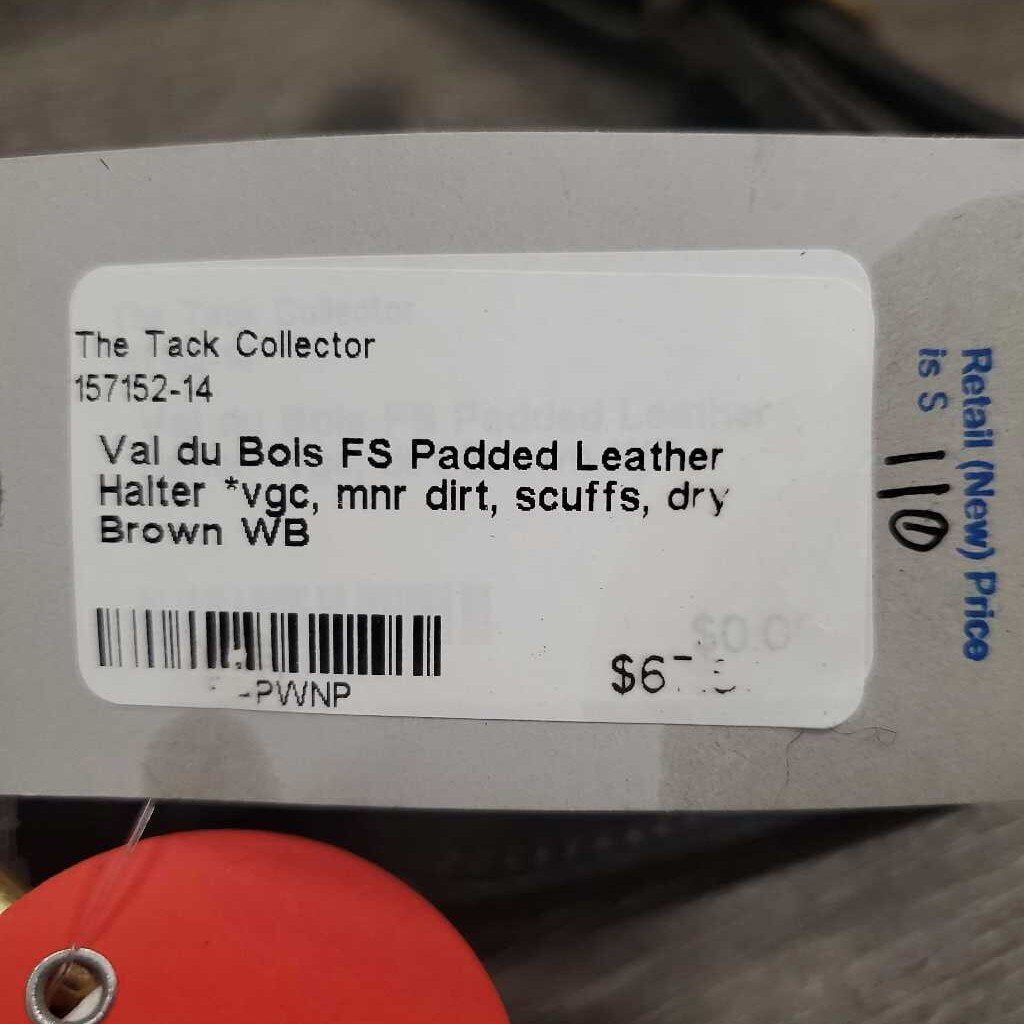 The Tack Collector
157152-14
Val du Bois FS Padded Leather
Halter *vgc, mnr dirt, scuffs, dry
Brown WB
Retail (New) Price
is $ 110